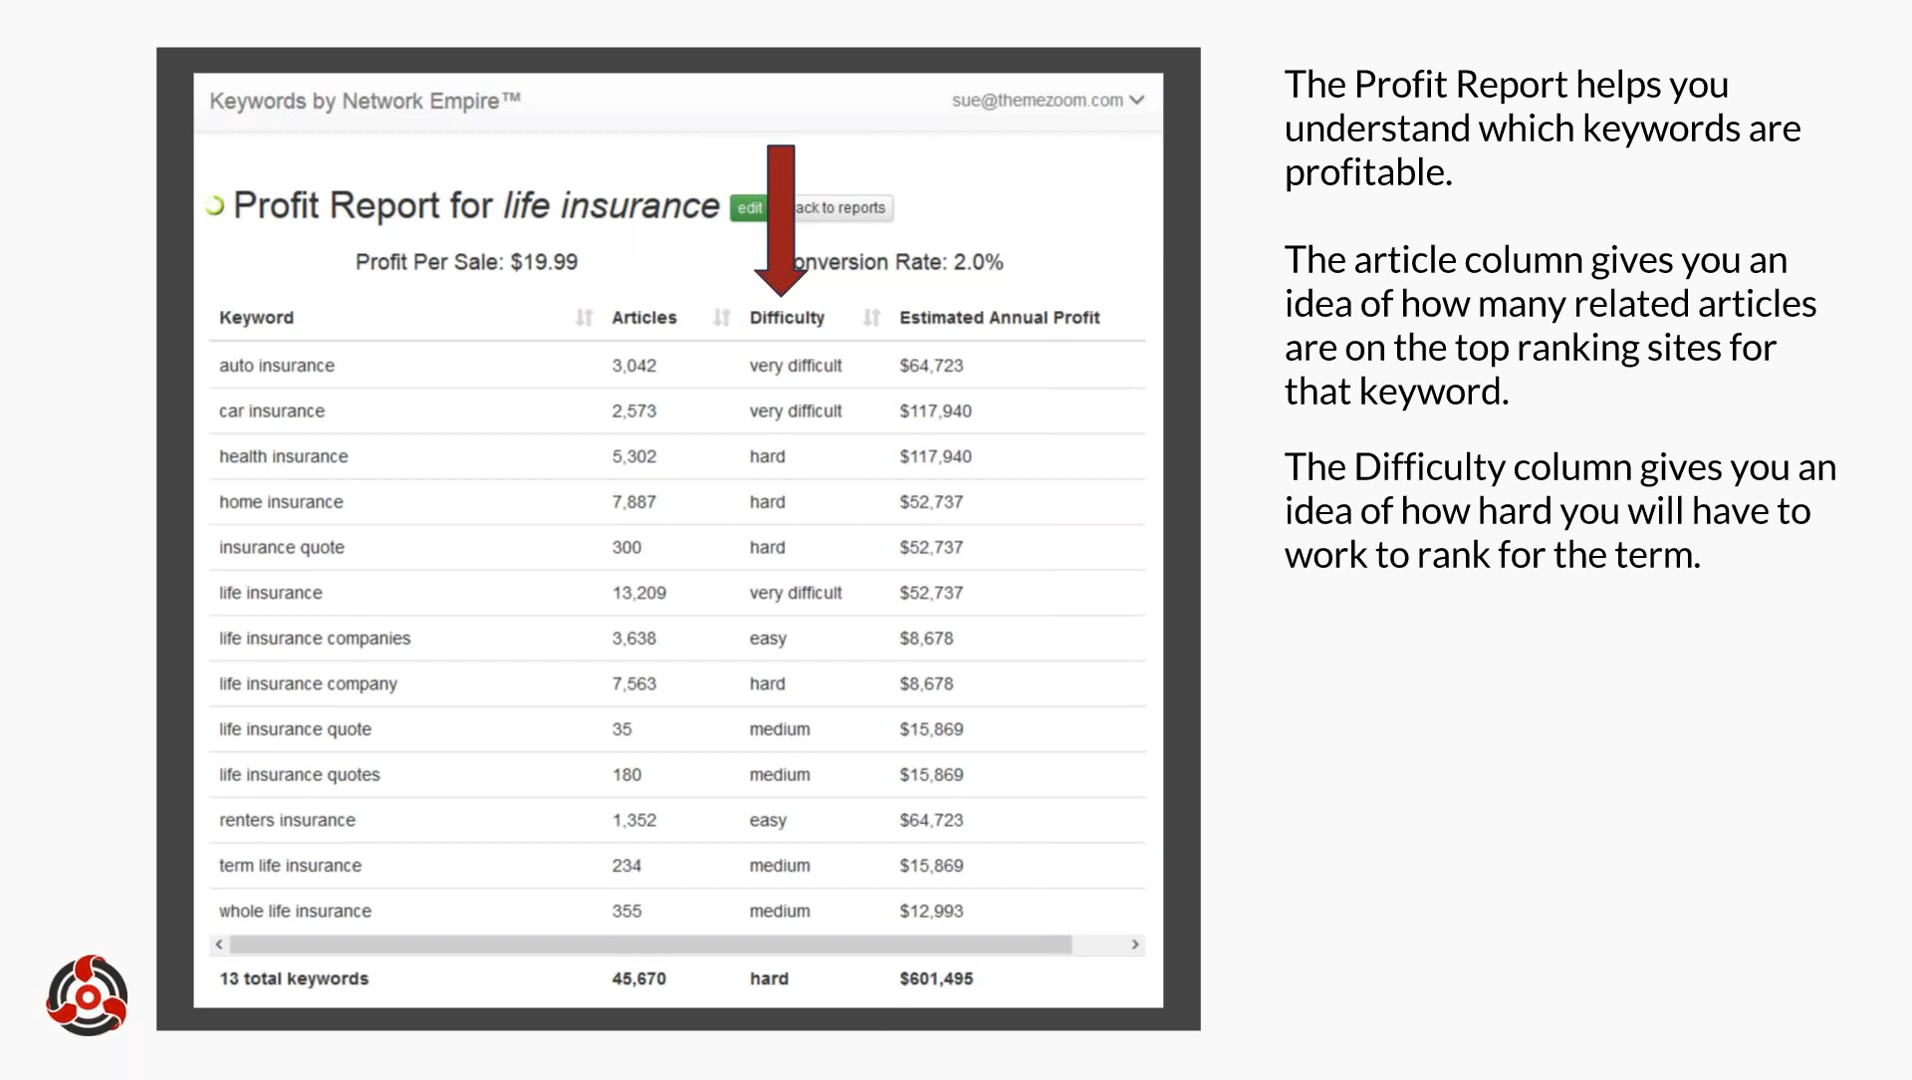 Keywords by Network Empire™ sue@themezoom.com
Profit Report for life insurance edit ack to reports
Profit Per Sale: $19.99 onversion Rate: 2.0%
Keyword Articles Difficulty Estimated Annual Profit
auto insurance 3,042 very difficult $64,723
car insurance 2,573 very difficult $117,940
health insurance 5,302 hard $117,940
home insurance 7,887 hard $52,737
insurance quote 300 hard $52,737
life insurance 13,209 very difficult $52,737
life insurance companies 3,638 easy $8,678
life insurance company 7,563 hard $8,678
life insurance quote 35 medium $15,869
life insurance quotes 180 medium $15,869
renters insurance 1,352 easy $64,723
term life insurance 234 medium $15,869
whole life insurance 355 medium $12,993
13 total keywords 45,670 hard $601,495
The Profit Report helps you
understand which keywords are
profitable.
The article column gives you an
idea of how many related articles
are on the top ranking sites for
that keyword.
The Difficulty column gives you an
idea of how hard you will have to
work to rank for the term.